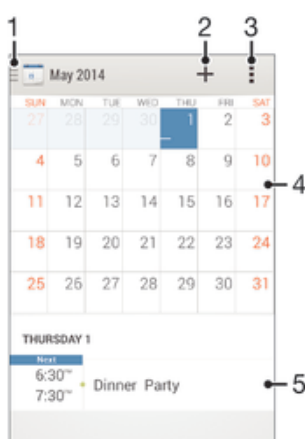 1 2 3
May 2014
SUN MON TUE WED THU FRI SAT
27 28 29 30 1 2 3
4 5 6 7 8 9 10
4
11 12 13 14 15 16 17
18 19 20 21 22 23 24
25 26 27 28 29 30 31
THURSDAY 1
Next
6:30PM
Dinner Party 5
7:30PM